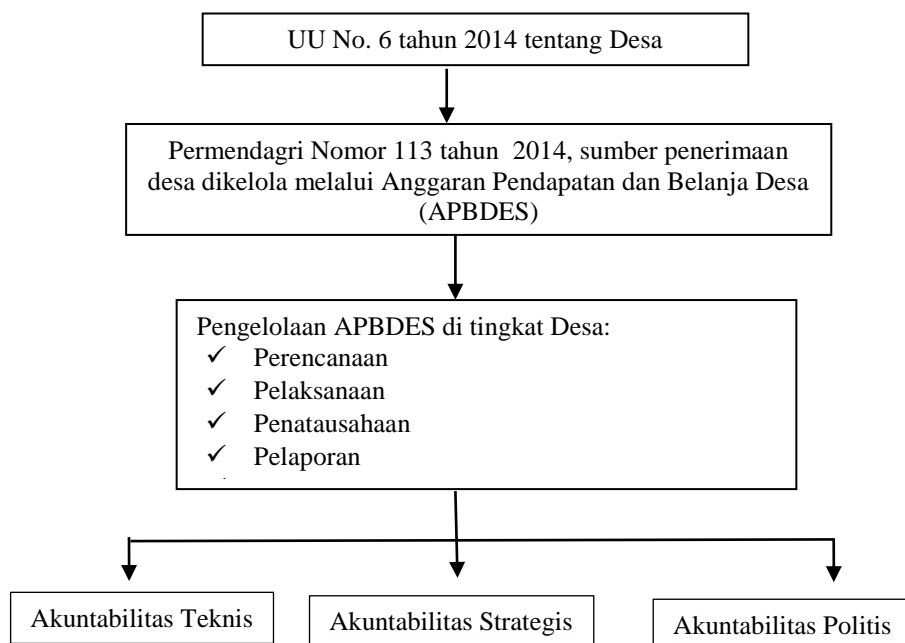 UU No. 6 tahun 2014 tentang Desa
Permendagri Nomor 113 tahun 2014, sumber penerimaan
desa dikelola melalui Anggaran Pendapatan dan Belanja Desa
(APBDES)
Pengelolaan APBDES di tingkat Desa:
✓ Perencanaan
✓ Pelaksanaan
✓ Penatausahaan
✓ Pelaporan
Akuntabilitas Teknis
Akuntabilitas Strategis
Akuntabilitas Politis